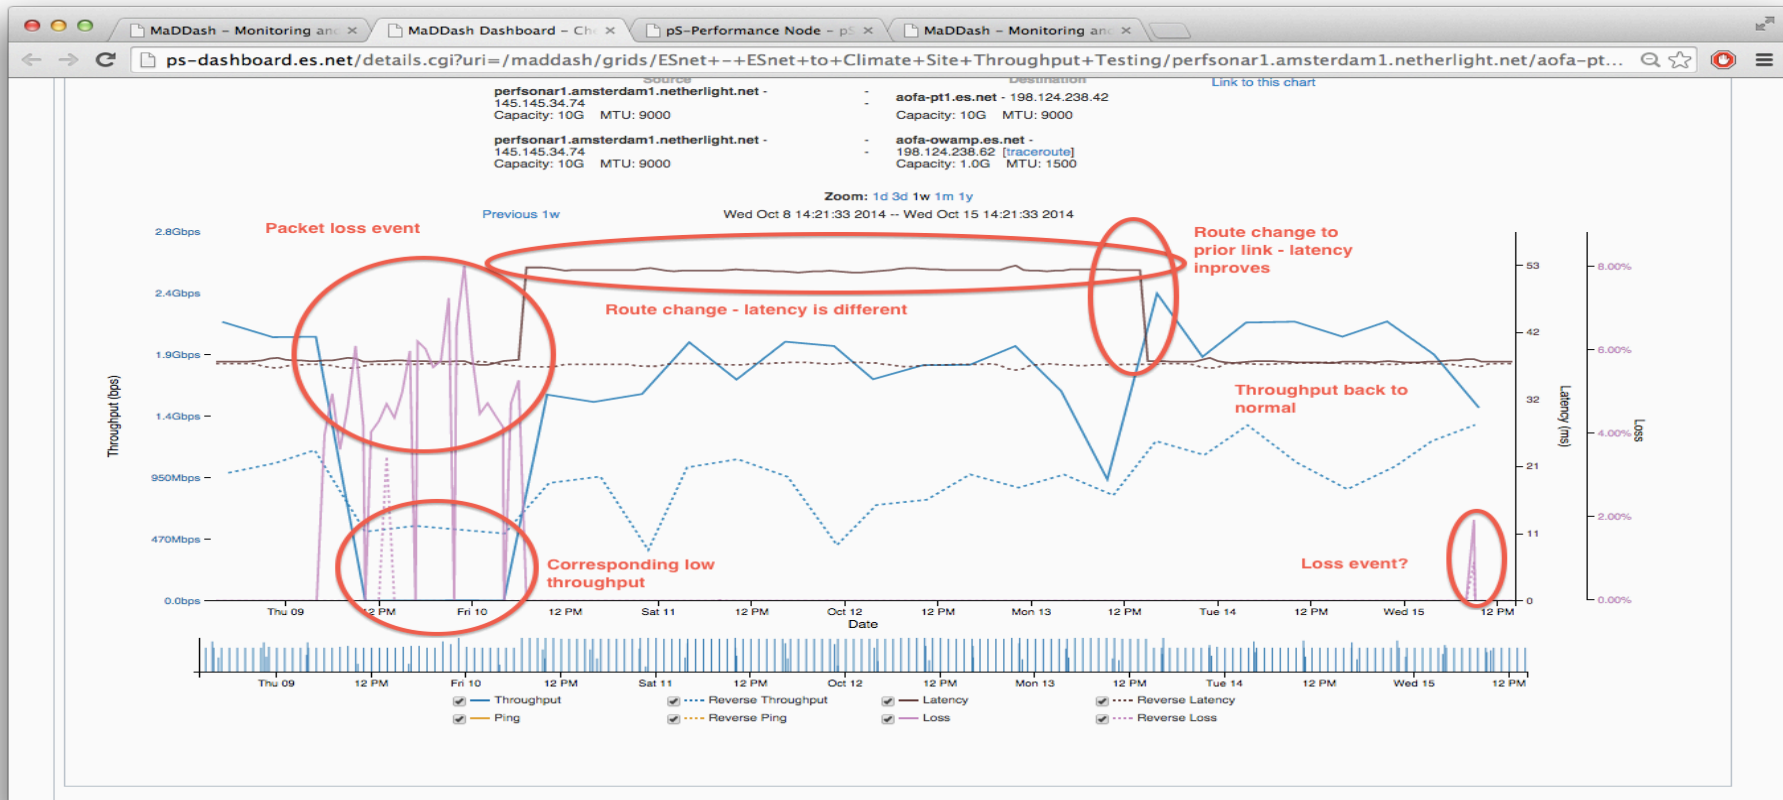 MaDDash - Monitoring an
MaDDash Dashboard - Ch
pS-Performance Node - pS
MaDDash - Monitoring an
ps-dashboard.es.net/details.cgi?uri=/maddash/grids/ESnet+-+ESnet+to+Climate+Site+Throughput+Testing/perfsonar1.amsterdam1.netherlight.net/aofa-pt...
Source
Destination
Link to this chart
perfsonar1.amsterdam1.netherlight.net -
145.145.34.74
Capacity: 10G MTU: 9000
-
-
aofa-pt1.es.net - 198.124.238.42
Capacity: 10G MTU: 9000
perfsonar1.amsterdam1.netherlight.net -
145.145.34.74
Capacity: 10G MTU: 9000
-
-
aofa-owamp.es.net -
198.124.238.62 [traceroute]
Capacity: 1.0G MTU: 1500
Zoom: 1d 3d 1w 1m 1y
Previous 1w
Wed Oct 8 14:21:33 2014 -- Wed Oct 15 14:21:33 2014
Packet loss event
Route change to
prior link - latency
inproves
Route change - latency is different
Throughput back to
normal
Corresponding low
throughput
Loss event?
2.8Gbps
2.4Gbps
1.9Gbps
1.4Gbps
950Mbps
470Mbps
0.0bps
Throughput (bps)
53
42
32
21
11
0
Latency (ms)
8.00%
6.00%
4.00%
2.00%
0.00%
Loss
Thu 09 12 PM Fri 10 12 PM Sat 11 12 PM Oct 12 12 PM Mon 13 12 PM Tue 14 12 PM Wed 15 12 PM
Date
Thu 09 12 PM Fri 10 12 PM Sat 11 12 PM Oct 12 12 PM Mon 13 12 PM Tue 14 12 PM Wed 15 12 PM
Throughput Reverse Throughput Latency Reverse Latency
Ping Reverse Ping Loss Reverse Loss